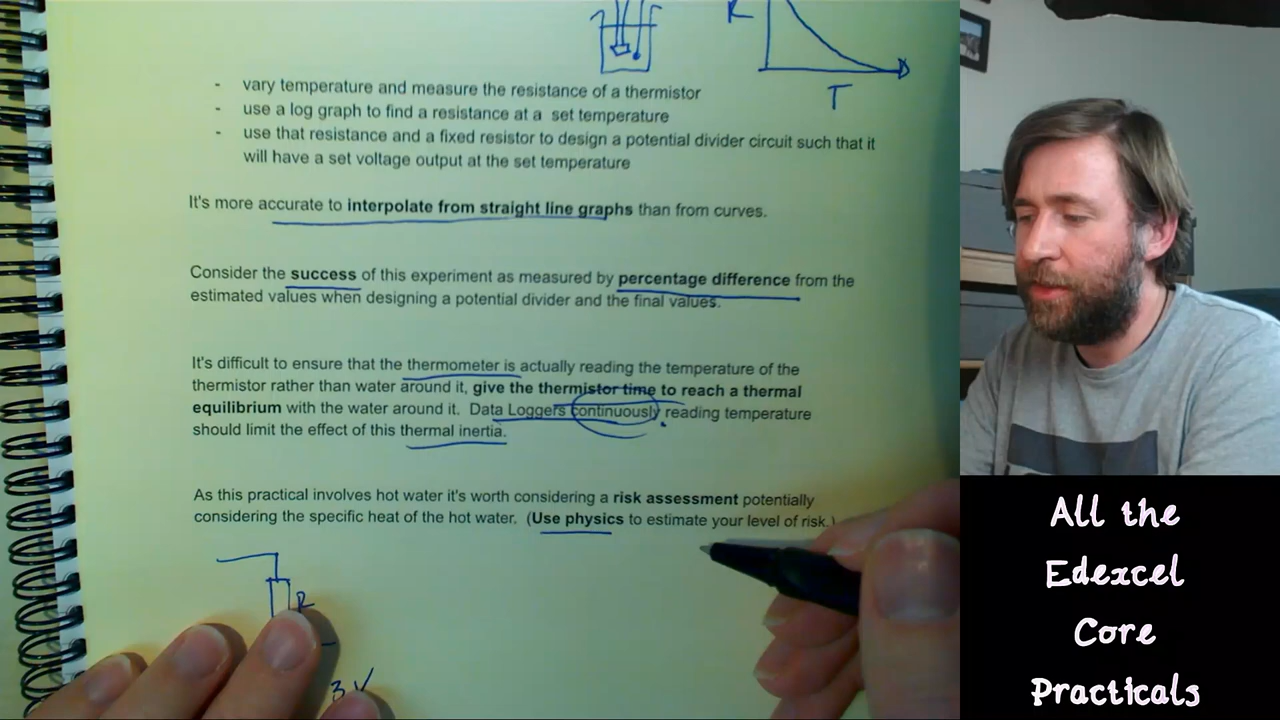 R
T
- vary temperature and measure the resistance of a thermistor
- use a log graph to find a resistance at a set temperature
- use that resistance and a fixed resistor to design a potential divider circuit such that it
will have a set voltage output at the set temperature
It's more accurate to interpolate from straight line graphs than from curves.
Consider the success of this experiment as measured by percentage difference from the
estimated values when designing a potential divider and the final values.
It's difficult to ensure that the thermometer is actually reading the temperature of the
thermistor rather than water around it, give the thermistor time to reach a thermal
equilibrium with the water around it. Data Loggers continuously reading temperature
should limit the effect of this thermal inertia.
As this practical involves hot water it's worth considering a risk assessment potentially
considering the specific heat of the hot water. (Use physics to estimate your level of risk.)
R
3V
All the
Edexcel
Core
Practicals